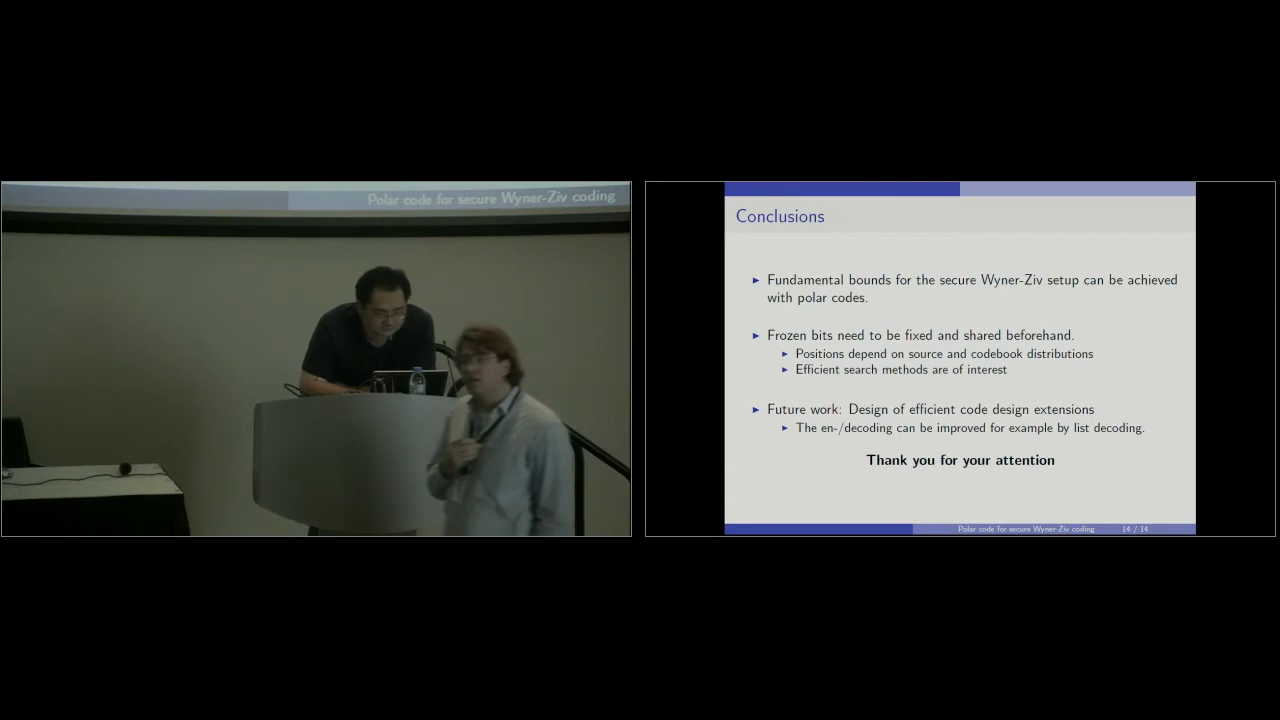 Polar code for secure Wyner-Ziv coding
Conclusions
► Fundamental bounds for the secure Wyner-Ziv setup can be achieved
with polar codes.
► Frozen bits need to be fixed and shared beforehand.
► Positions depend on source and codebook distributions
► Efficient search methods are of interest
► Future work: Design of efficient code design extensions
► The en-/decoding can be improved for example by list decoding.
Thank you for your attention
Polar code for secure Wyner-Ziv coding 14 / 14